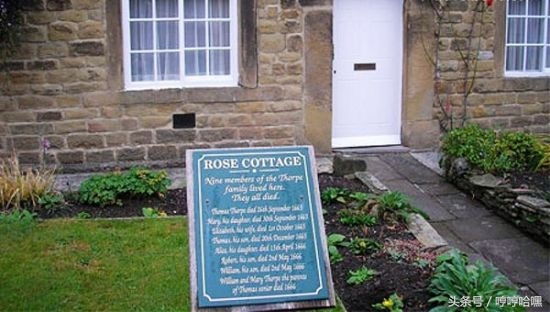 ROSE COTTAGE
Nine members of the Thorpe
family lived here.
They all died.
Thomas Thorpe died 26th September 1665
Mary, his daughter, died 30th September 1665
Elizabeth, his wife, died 1st October 1665
Thomas, his son, died 20th December 1665
Alice, his daughter, died 15th April 1666
Robert, his son, died 2nd May 1666
William, his son, died 2nd May 1666
William and Mary Thorpe the parents
of Thomas senior died 1666
头条号 / 哼哼哈嘿